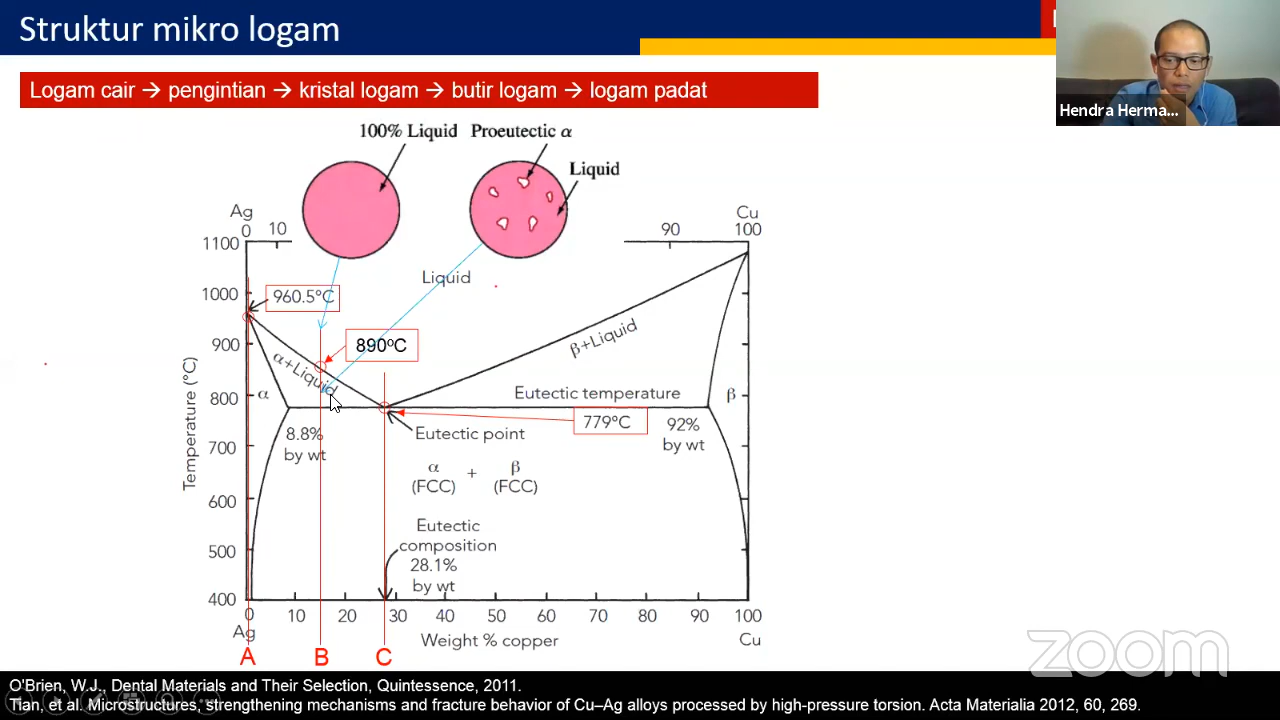 Struktur mikro logam
Hendra Herma...
Logam cair → pengintian → kristal logam → butir logam → logam padat
100% Liquid Proeutectic α
Liquid
Ag Cu
0 10 90 100
1100
Liquid
1000
960.5°C
900
890ºC
α+Liquid
β+Liquid
Temperature (°C)
800
α
Eutectic temperature
β
779ºC
8.8%
by wt
Eutectic point
92%
by wt
700
α + β
(FCC) (FCC)
600
Eutectic
composition
28.1%
by wt
500
400
0 10 20 30 40 50 60 70 80 90 100
Ag Weight % copper Cu
A B C
zoom
O'Brien, W.J., Dental Materials and Their Selection, Quintessence, 2011.
Tian, et al. Microstructures, strengthening mechanisms and fracture behavior of Cu–Ag alloys processed by high-pressure torsion. Acta Materialia 2012, 60, 269.